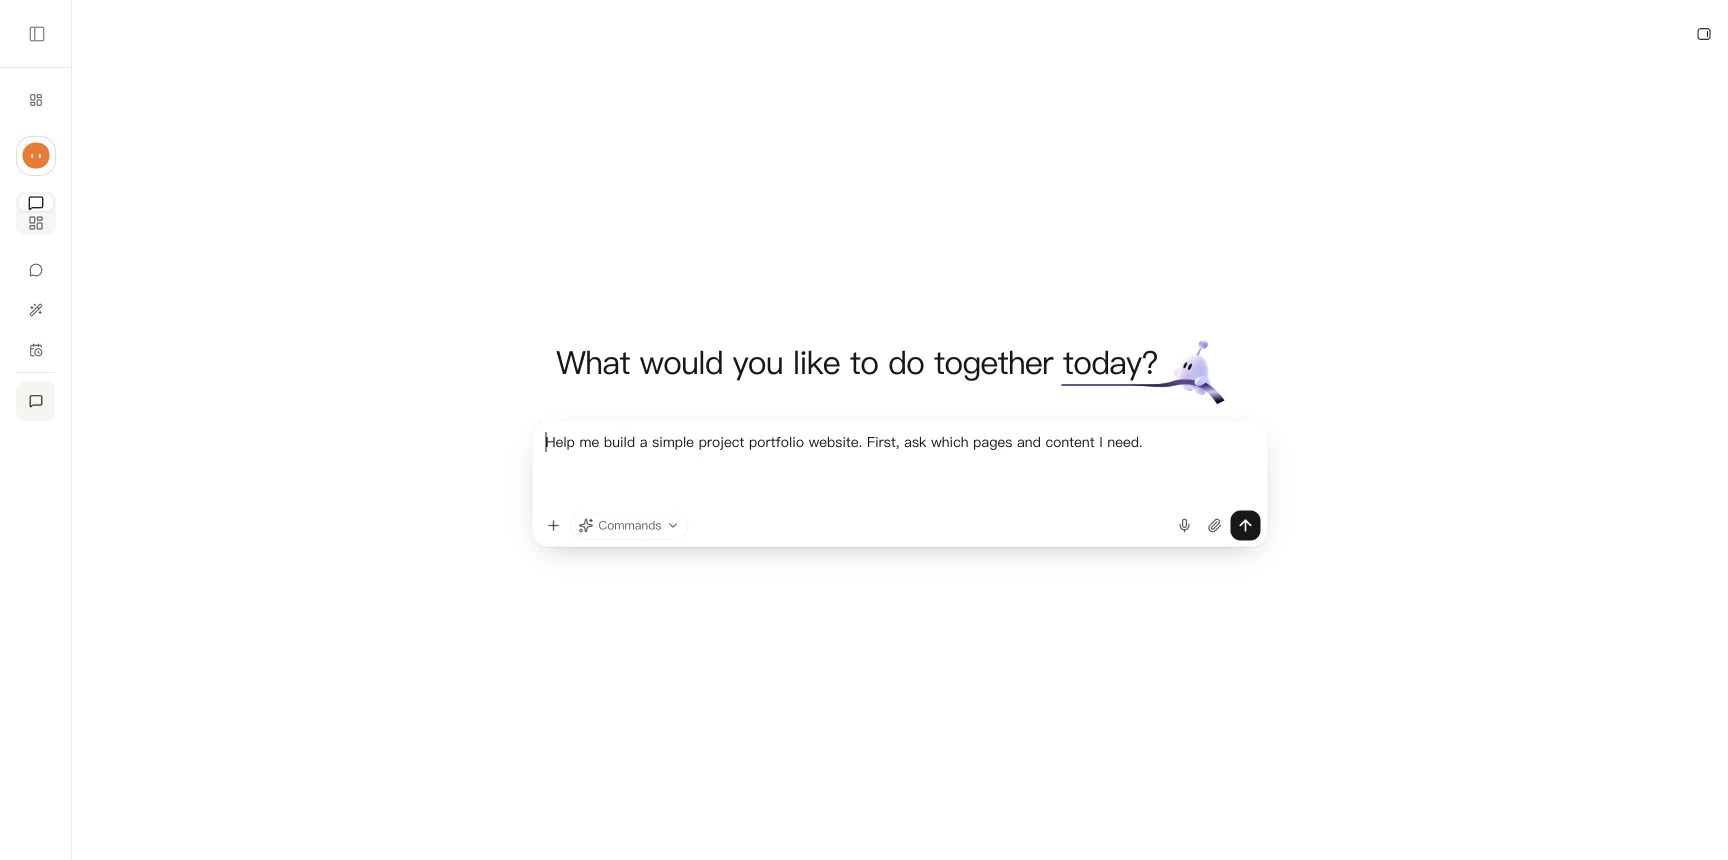 What would you like to do together today?
Help me build a simple project portfolio website. First, ask which pages and content I need.
Commands